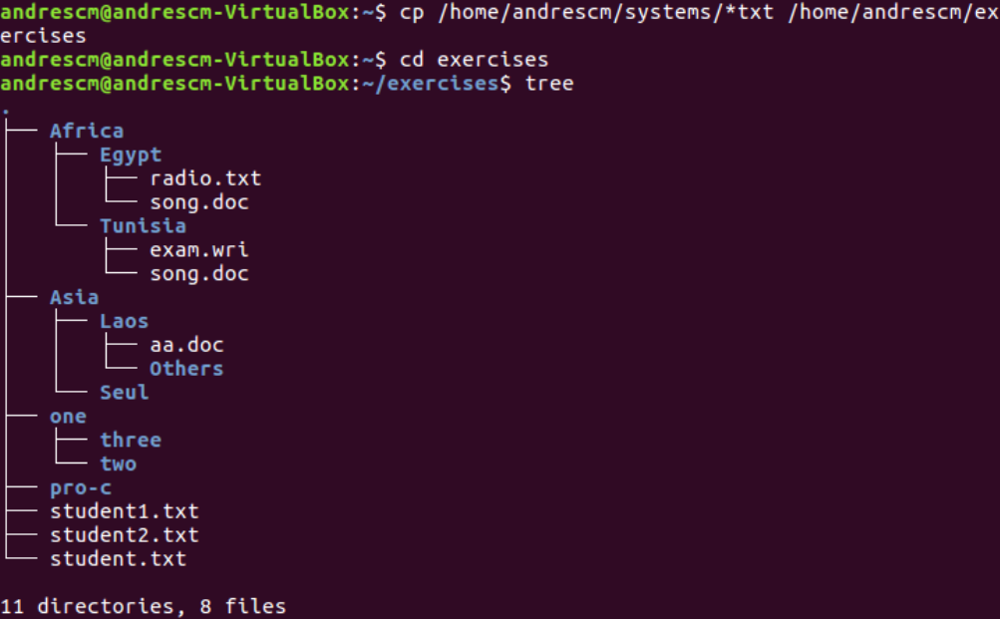 andrescm@andrescm-VirtualBox:~$ cp /home/andrescm/systems/*txt /home/andrescm/ex
ercises
andrescm@andrescm-VirtualBox:~$ cd exercises
andrescm@andrescm-VirtualBox:~/exercises$ tree
.
├── Africa
│   ├── Egypt
│   │   ├── radio.txt
│   │   └── song.doc
│   └── Tunisia
│       ├── exam.wri
│       └── song.doc
├── Asia
│   ├── Laos
│   │   ├── aa.doc
│   │   └── Others
│   └── Seul
├── one
│   ├── three
│   └── two
├── pro-c
├── student1.txt
├── student2.txt
└── student.txt
11 directories, 8 files